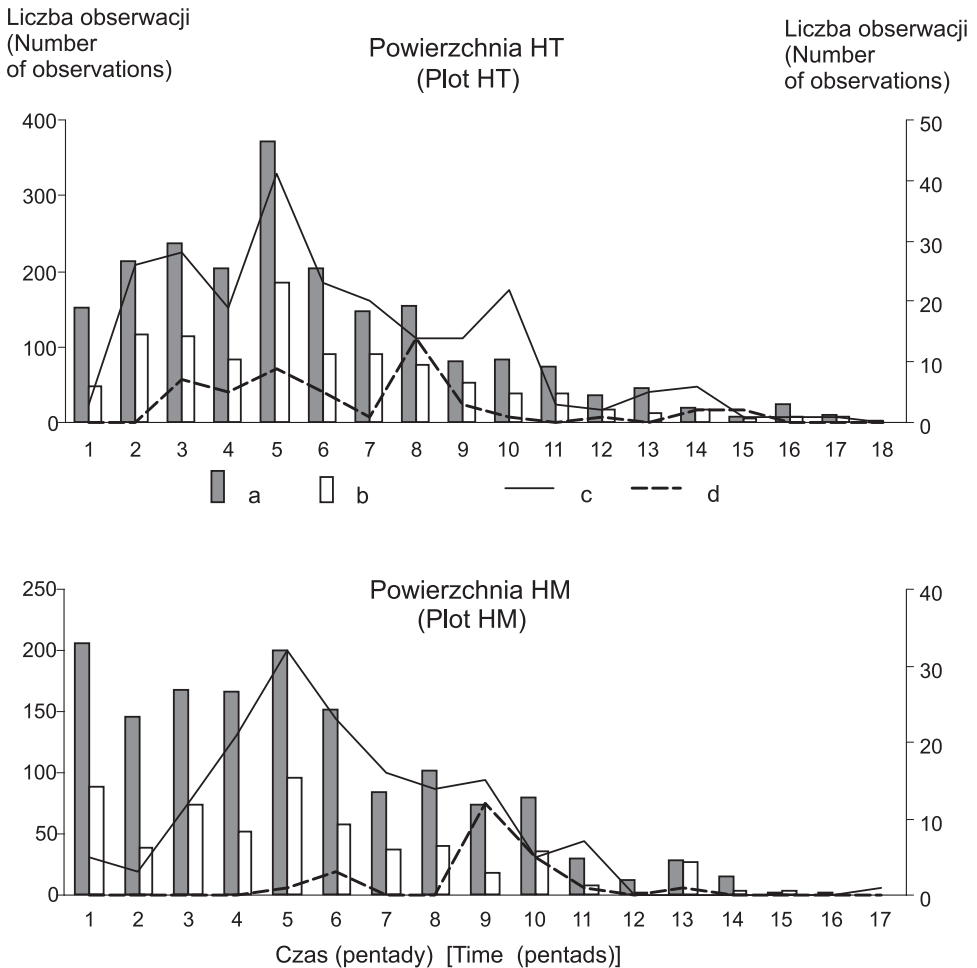 Liczba obserwacji
(Number
of observations)
Powierzchnia HT
(Plot HT)
Liczba obserwacji
(Number
of observations)
400
300
200
100
0
50
40
30
20
10
0
1 2 3 4 5 6 7 8 9 10 11 12 13 14 15 16 17 18
a b c d
Powierzchnia HM
(Plot HM)
250
200
150
100
50
0
40
30
20
10
0
1 2 3 4 5 6 7 8 9 10 11 12 13 14 15 16 17
Czas (pentady) [Time (pentads)]